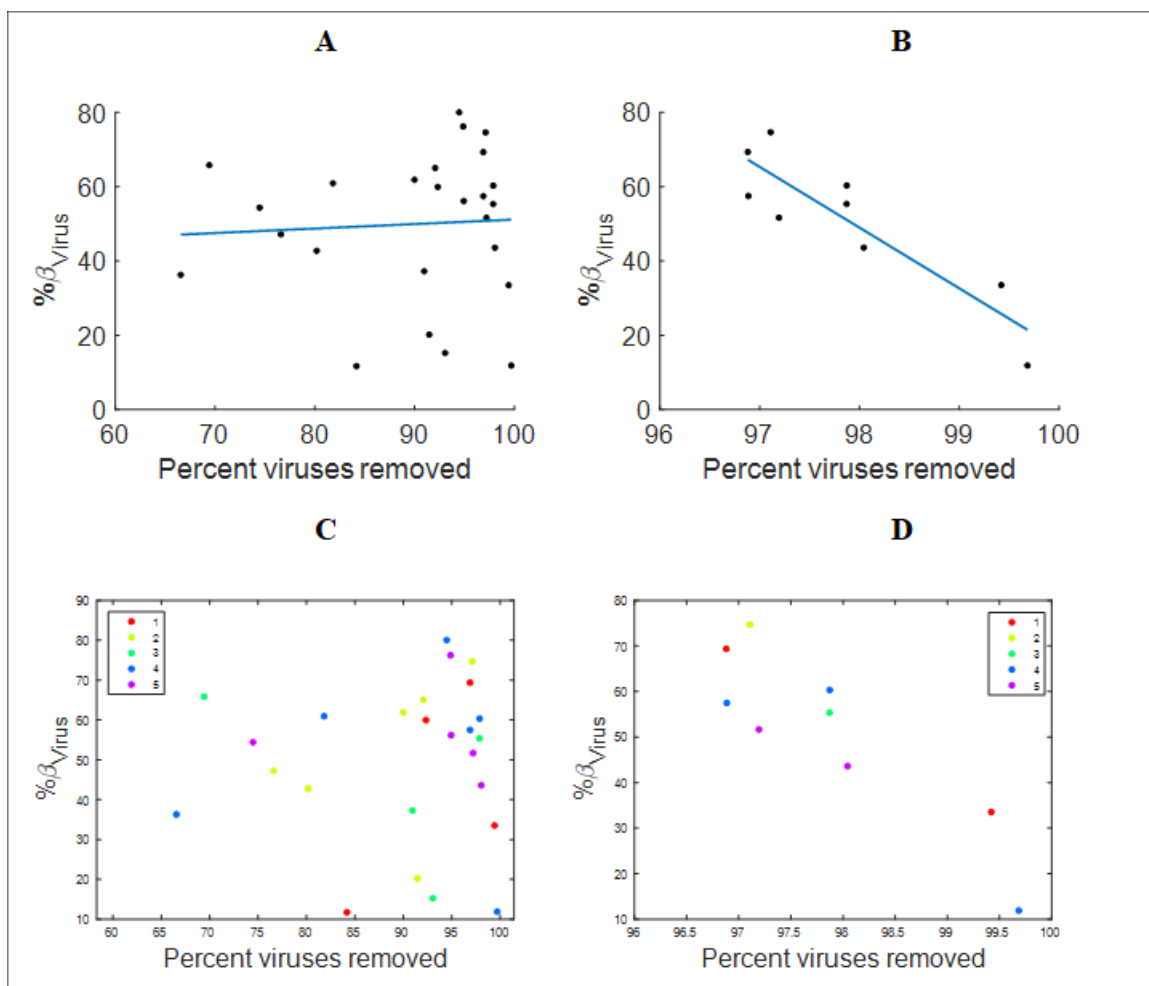 A
B
80
60
40
20
0
%βVirus
60 70 80 90 100
Percent viruses removed
80
60
40
20
0
%βVirus
96 97 98 99 100
Percent viruses removed
C
D
90
80
70
60
50
40
30
20
10
%βVirus
1
2
3
4
5
60 65 70 75 80 85 90 95 100
Percent viruses removed
80
70
60
50
40
30
20
10
%βVirus
1
2
3
4
5
96 96.5 97 97.5 98 98.5 99 99.5 100
Percent viruses removed